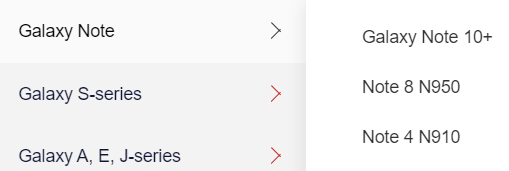 Galaxy Note
Galaxy S-series
Galaxy A, E, J-series
Galaxy Note 10+
Note 8 N950
Note 4 N910